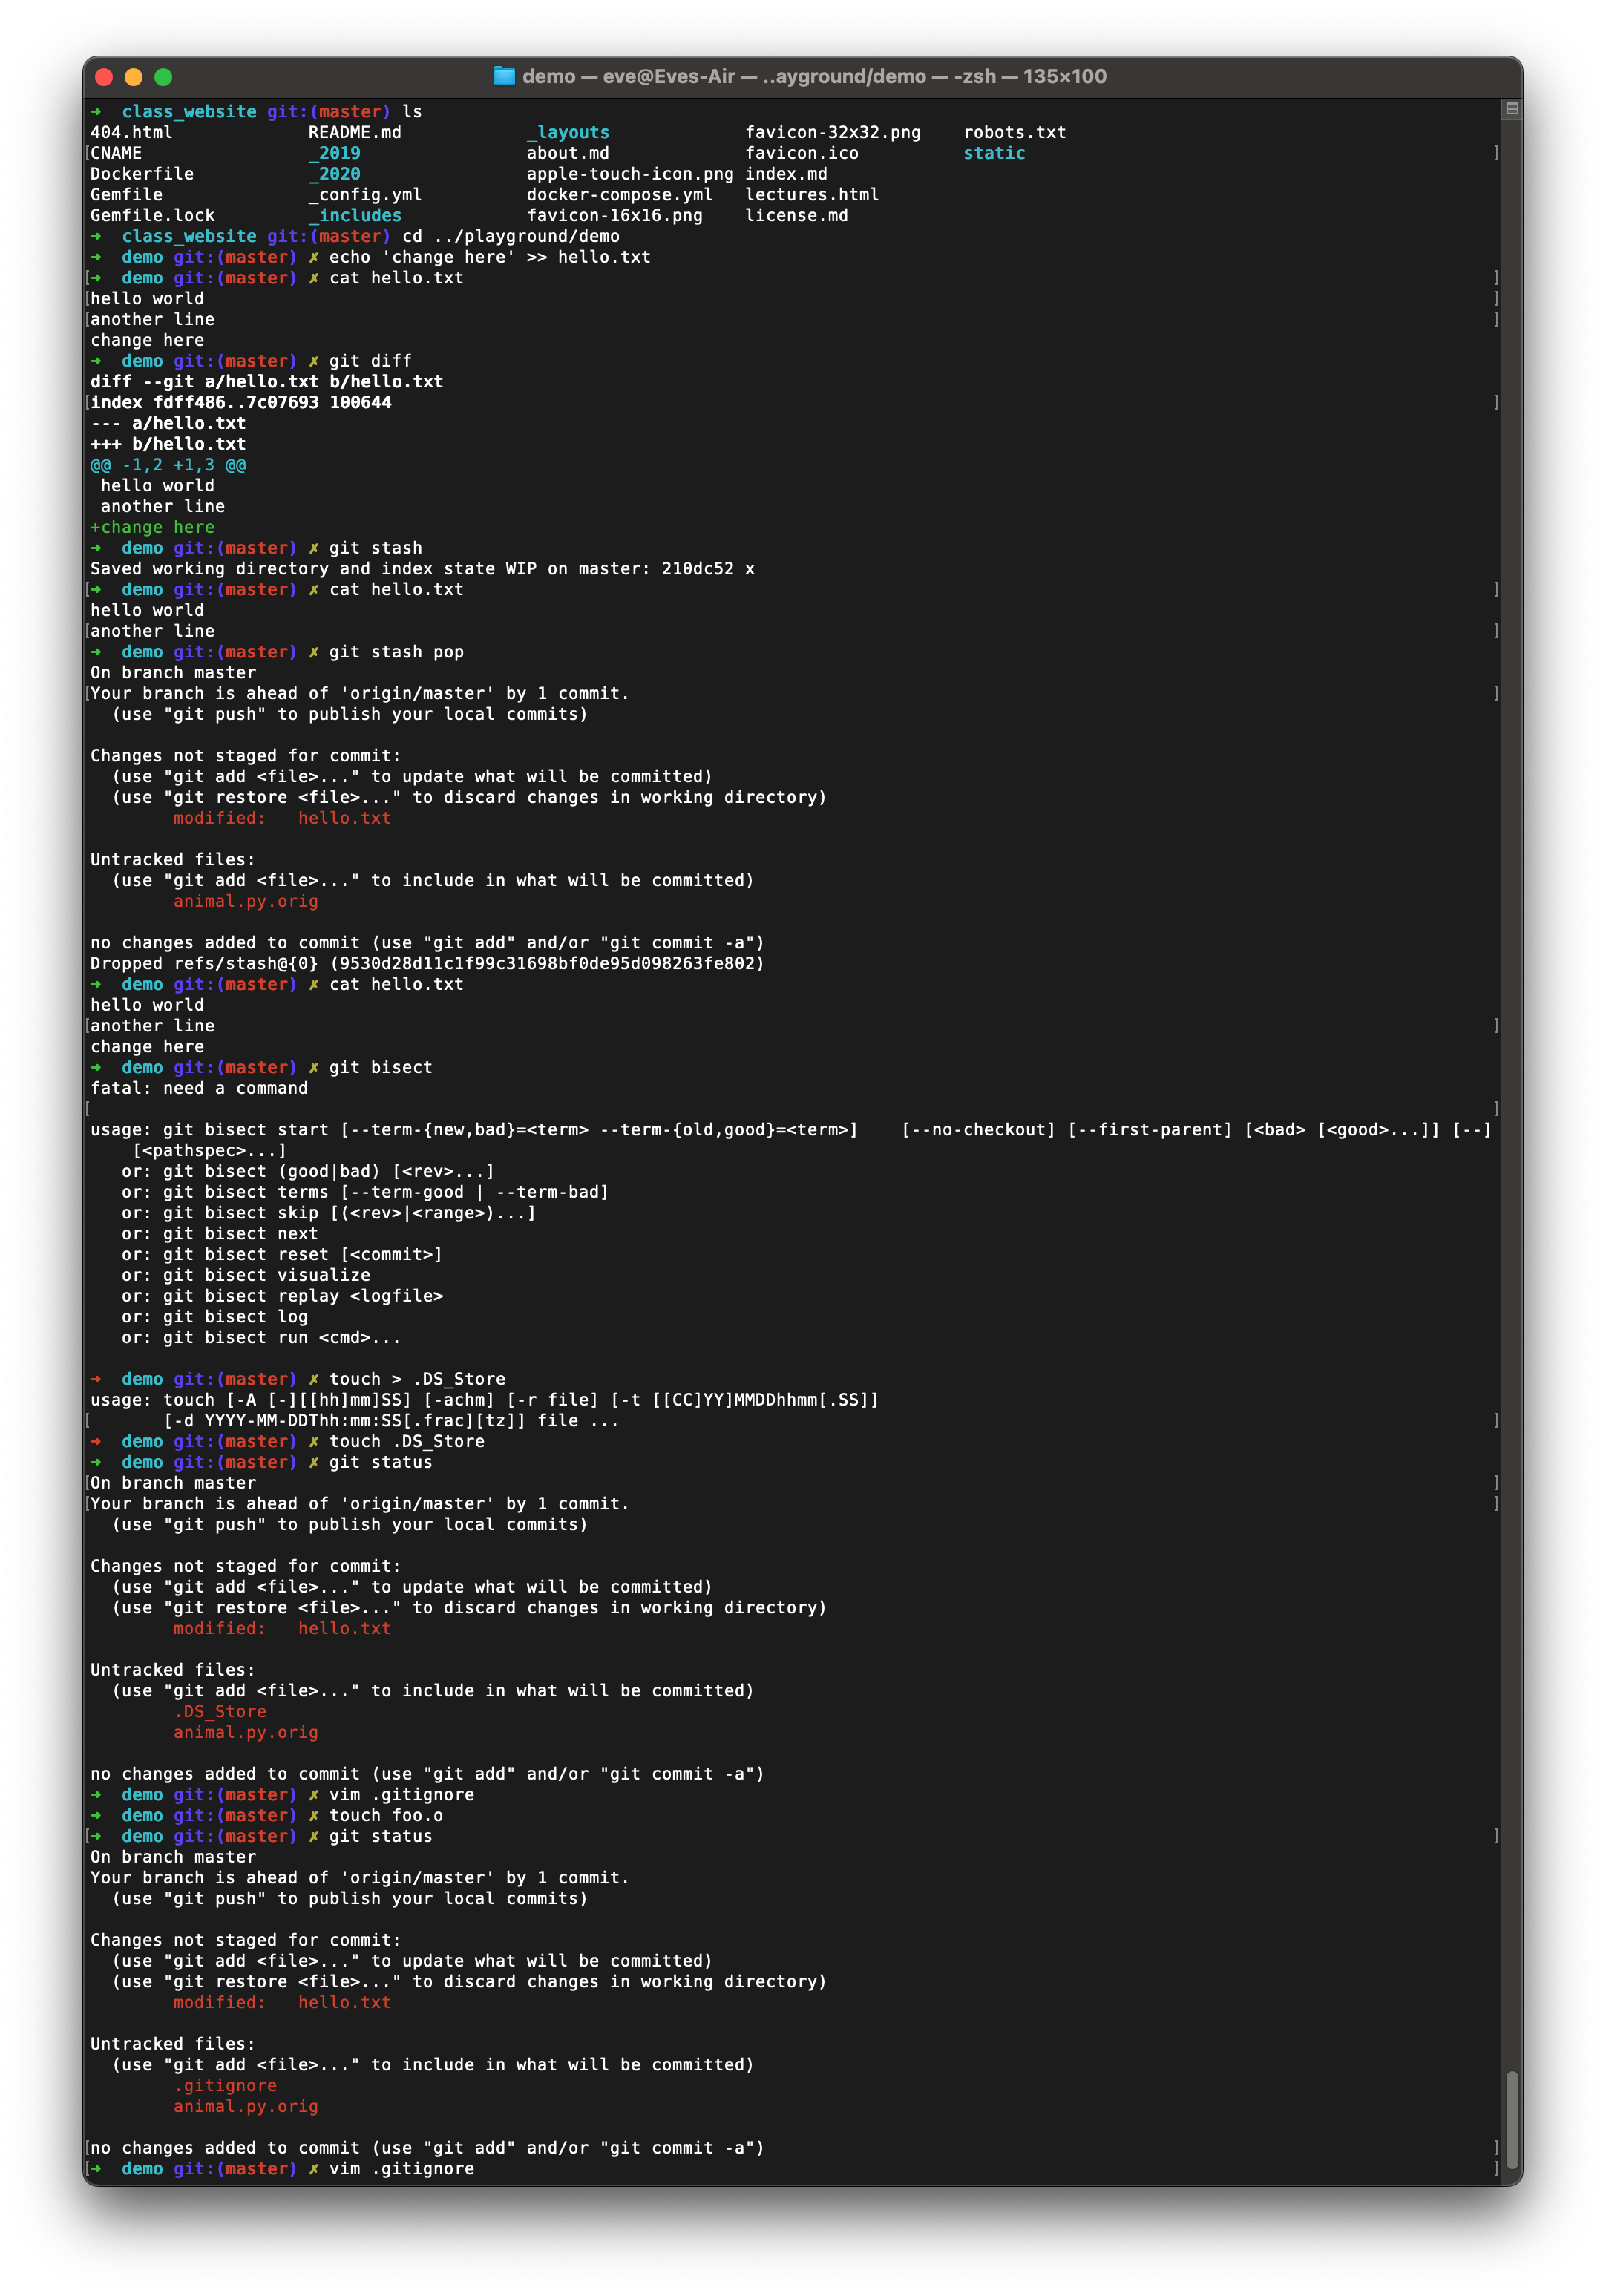 demo — eve@Eves-Air — ..ayground/demo — -zsh — 135×100
➜  class_website git:(master) ls
404.html             README.md            _layouts             favicon-32x32.png    robots.txt
CNAME                _2019                about.md             favicon.ico          static
Dockerfile           _2020                apple-touch-icon.png index.md
Gemfile              _config.yml          docker-compose.yml   lectures.html
Gemfile.lock         _includes            favicon-16x16.png    license.md
➜  class_website git:(master) cd ../playground/demo
➜  demo git:(master) ✗ echo 'change here' >> hello.txt
➜  demo git:(master) ✗ cat hello.txt
hello world
another line
change here
➜  demo git:(master) ✗ git diff
diff --git a/hello.txt b/hello.txt
index fdff486..7c07693 100644
--- a/hello.txt
+++ b/hello.txt
@@ -1,2 +1,3 @@
 hello world
 another line
+change here
➜  demo git:(master) ✗ git stash
Saved working directory and index state WIP on master: 210dc52 x
➜  demo git:(master) ✗ cat hello.txt
hello world
another line
➜  demo git:(master) ✗ git stash pop
On branch master
Your branch is ahead of 'origin/master' by 1 commit.
  (use "git push" to publish your local commits)

Changes not staged for commit:
  (use "git add <file>..." to update what will be committed)
  (use "git restore <file>..." to discard changes in working directory)
        modified:   hello.txt

Untracked files:
  (use "git add <file>..." to include in what will be committed)
        animal.py.orig

no changes added to commit (use "git add" and/or "git commit -a")
Dropped refs/stash@{0} (9530d28d11c1f99c31698bf0de95d098263fe802)
➜  demo git:(master) ✗ cat hello.txt
hello world
another line
change here
➜  demo git:(master) ✗ git bisect
fatal: need a command

usage: git bisect start [--term-{new,bad}=<term> --term-{old,good}=<term>]    [--no-checkout] [--first-parent] [<bad> [<good>...]] [--]
    [<pathspec>...]
   or: git bisect (good|bad) [<rev>...]
   or: git bisect terms [--term-good | --term-bad]
   or: git bisect skip [(<rev>|<range>)...]
   or: git bisect next
   or: git bisect reset [<commit>]
   or: git bisect visualize
   or: git bisect replay <logfile>
   or: git bisect log
   or: git bisect run <cmd>...

➜  demo git:(master) ✗ touch > .DS_Store
usage: touch [-A [-][[hh]mm]SS] [-achm] [-r file] [-t [[CC]YY]MMDDhhmm[.SS]]
       [-d YYYY-MM-DDThh:mm:SS[.frac][tz]] file ...
➜  demo git:(master) ✗ touch .DS_Store
➜  demo git:(master) ✗ git status
On branch master
Your branch is ahead of 'origin/master' by 1 commit.
  (use "git push" to publish your local commits)

Changes not staged for commit:
  (use "git add <file>..." to update what will be committed)
  (use "git restore <file>..." to discard changes in working directory)
        modified:   hello.txt

Untracked files:
  (use "git add <file>..." to include in what will be committed)
        .DS_Store
        animal.py.orig

no changes added to commit (use "git add" and/or "git commit -a")
➜  demo git:(master) ✗ vim .gitignore
➜  demo git:(master) ✗ touch foo.o
➜  demo git:(master) ✗ git status
On branch master
Your branch is ahead of 'origin/master' by 1 commit.
  (use "git push" to publish your local commits)

Changes not staged for commit:
  (use "git add <file>..." to update what will be committed)
  (use "git restore <file>..." to discard changes in working directory)
        modified:   hello.txt

Untracked files:
  (use "git add <file>..." to include in what will be committed)
        .gitignore
        animal.py.orig

no changes added to commit (use "git add" and/or "git commit -a")
➜  demo git:(master) ✗ vim .gitignore